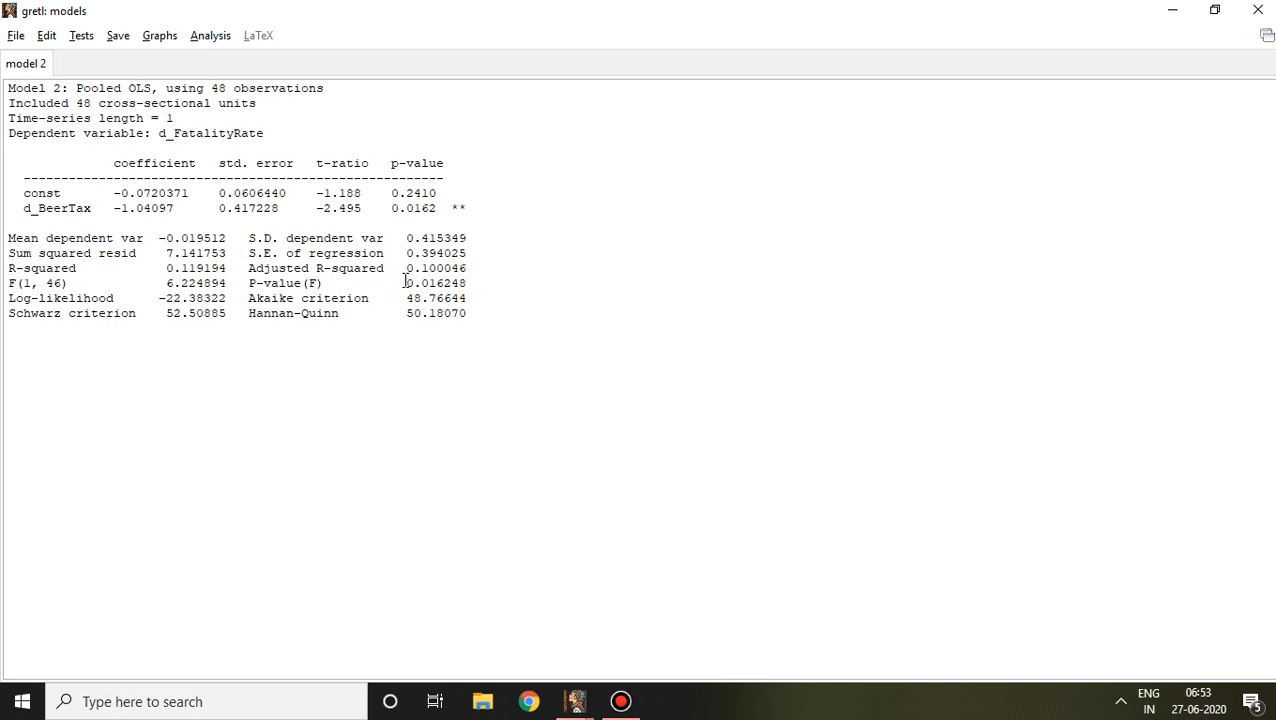 gretl: models
File Edit Tests Save Graphs Analysis LaTeX
model 2
Model 2: Pooled OLS, using 48 observations
Included 48 cross-sectional units
Time-series length = 1
Dependent variable: d_FatalityRate
coefficient std. error t-ratio p-value
---------------------------------------------------------
const -0.0720371 0.0606440 -1.188 0.2410
d_BeerTax -1.04097 0.417228 -2.495 0.0162 **
Mean dependent var -0.019512 S.D. dependent var 0.415349
Sum squared resid 7.141753 S.E. of regression 0.394025
R-squared 0.119194 Adjusted R-squared 0.100046
F(1, 46) 6.224894 P-value(F) 0.016248
Log-likelihood -22.38322 Akaike criterion 48.76644
Schwarz criterion 52.50885 Hannan-Quinn 50.18070
Type here to search
ENG 06:53
IN 27-06-2020 5